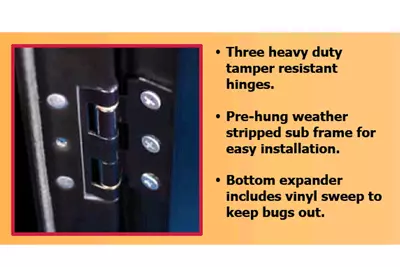 • Three heavy duty
tamper resistant
hinges.
• Pre-hung weather
stripped sub frame for
easy installation.
• Bottom expander
includes vinyl sweep to
keep bugs out.